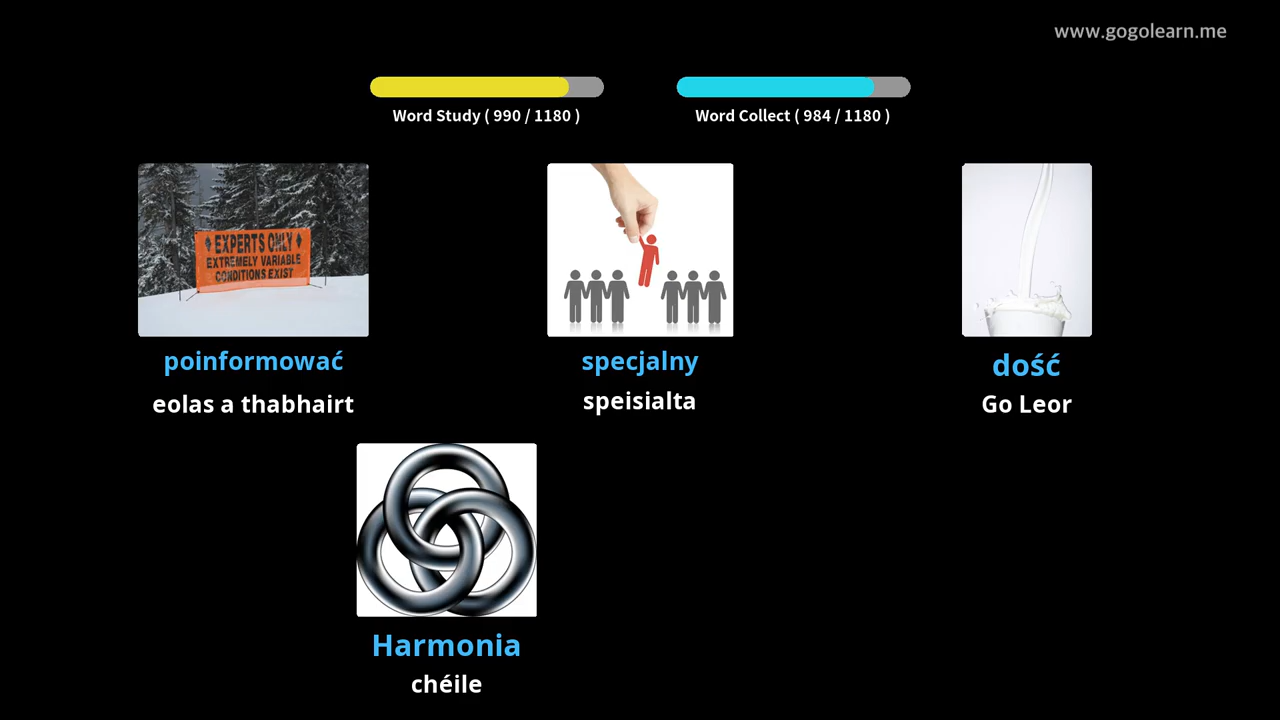 www.gogolearn.me
Word Study ( 990 / 1180 )
Word Collect ( 984 / 1180 )
EXPERTS ONLY
EXTREMELY VARIABLE
CONDITIONS EXIST
poinformować
eolas a thabhairt
specjalny
speisialta
dość
Go Leor
Harmonia
chéile